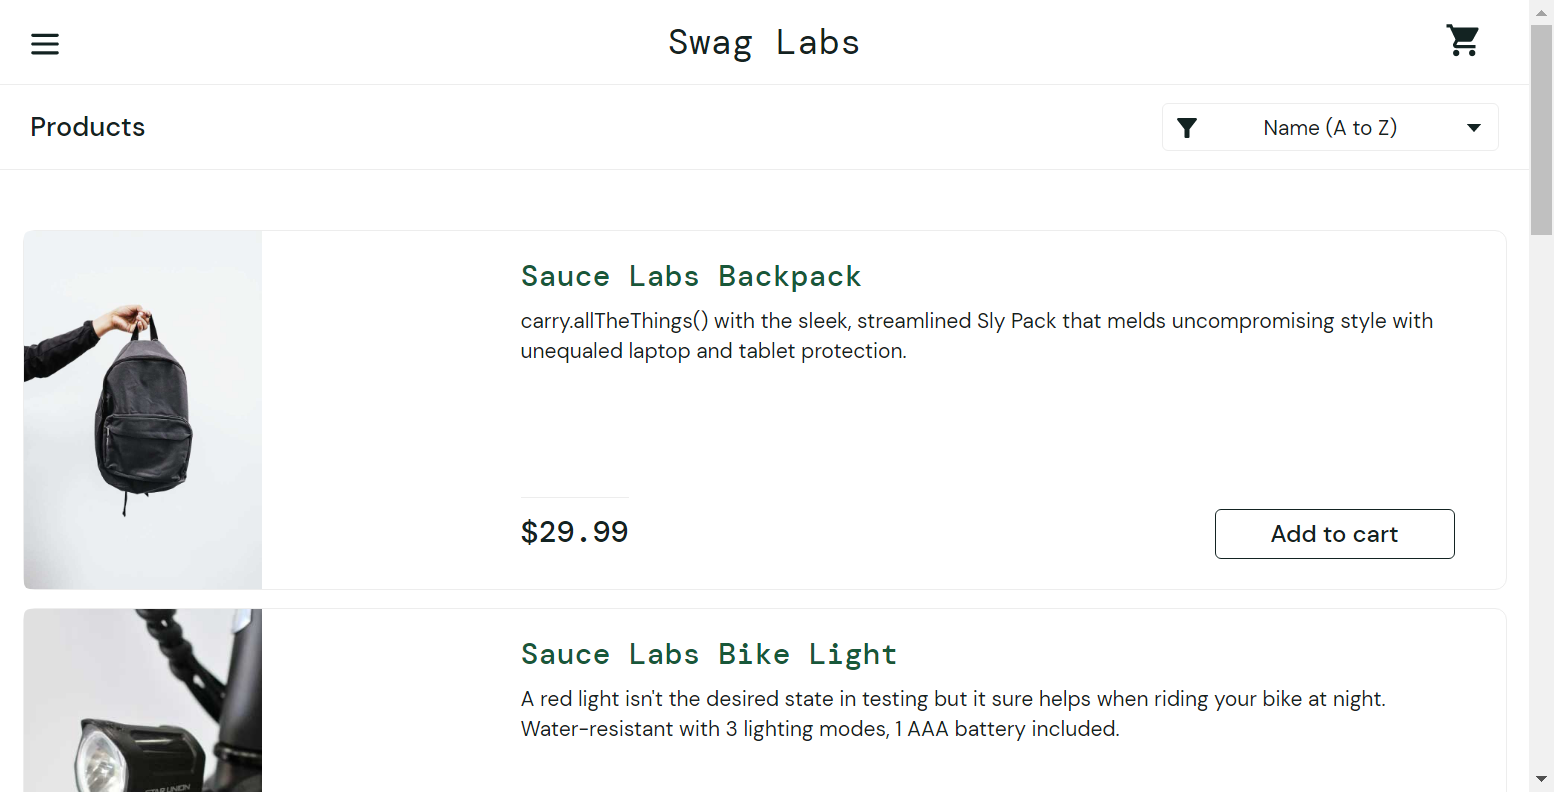 Swag Labs
Products
Name (A to Z)
Sauce Labs Backpack
carry.allTheThings() with the sleek, streamlined Sly Pack that melds uncompromising style with
unequaled laptop and tablet protection.
$29.99
Add to cart
Sauce Labs Bike Light
A red light isn't the desired state in testing but it sure helps when riding your bike at night.
Water-resistant with 3 lighting modes, 1 AAA battery included.
STAR UNION